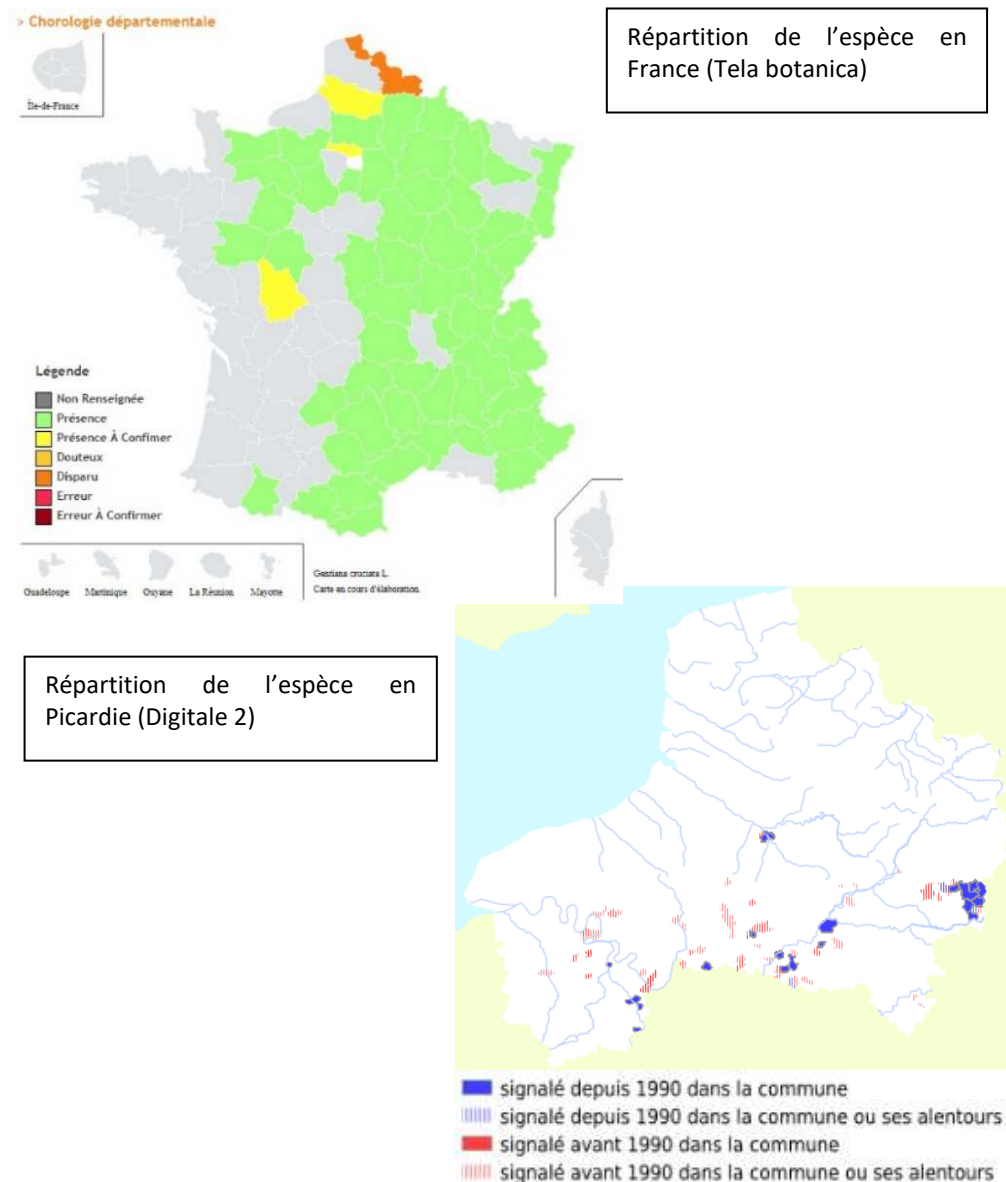 > Chorologie départementale
Île-de-France
Répartition de l'espèce en
France (Tela botanica)
Légende
Non Renseignée
Présence
Présence À Confimer
Douteux
Disparu
Erreur
Erreur À Confirmer
Guadeloupe Martinique Guyane La Réunion Mayotte
Gentiana cruciata L.
Carte en cours d'élaboration.
Répartition de l'espèce en
Picardie (Digitale 2)
signalé depuis 1990 dans la commune
signalé depuis 1990 dans la commune ou ses alentours
signalé avant 1990 dans la commune
signalé avant 1990 dans la commune ou ses alentours